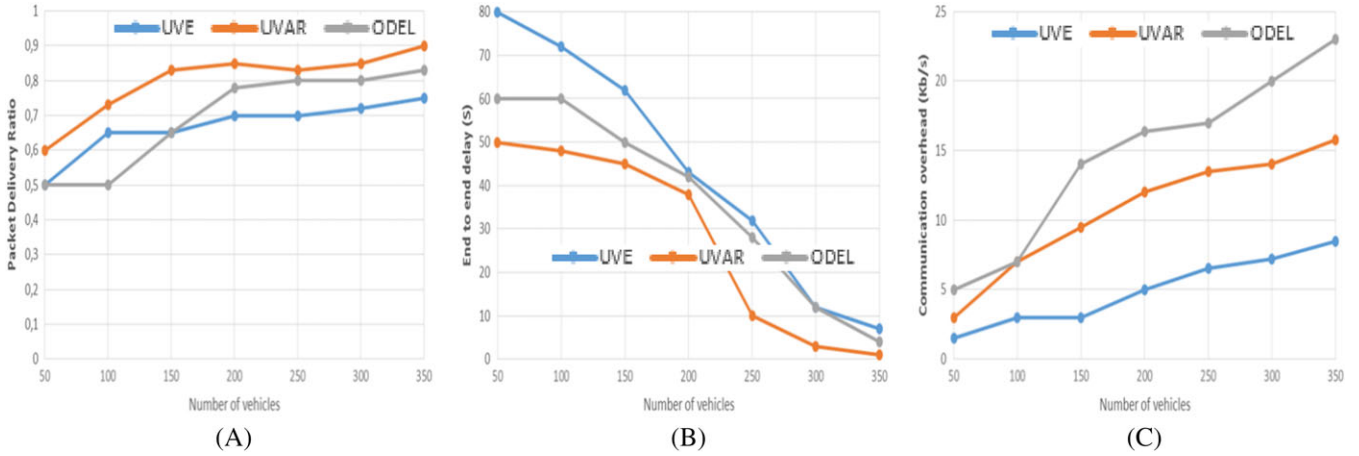 1
0,9
0,8
0,7
0,6
0,5
0,4
0,3
0,2
0,1
0
Packet Delivery Ratio
UVE UVAR ODEL
50 100 150 200 250 300 350
Number of vehicles
(A)
80
70
60
50
40
30
20
10
0
End to end delay (S)
UVE UVAR ODEL
50 100 150 200 250 300 350
Number of vehicles
(B)
25
20
15
10
5
0
Communication overhead (Kb/s)
UVE UVAR ODEL
50 100 150 200 250 300 350
Number of vehicles
(C)